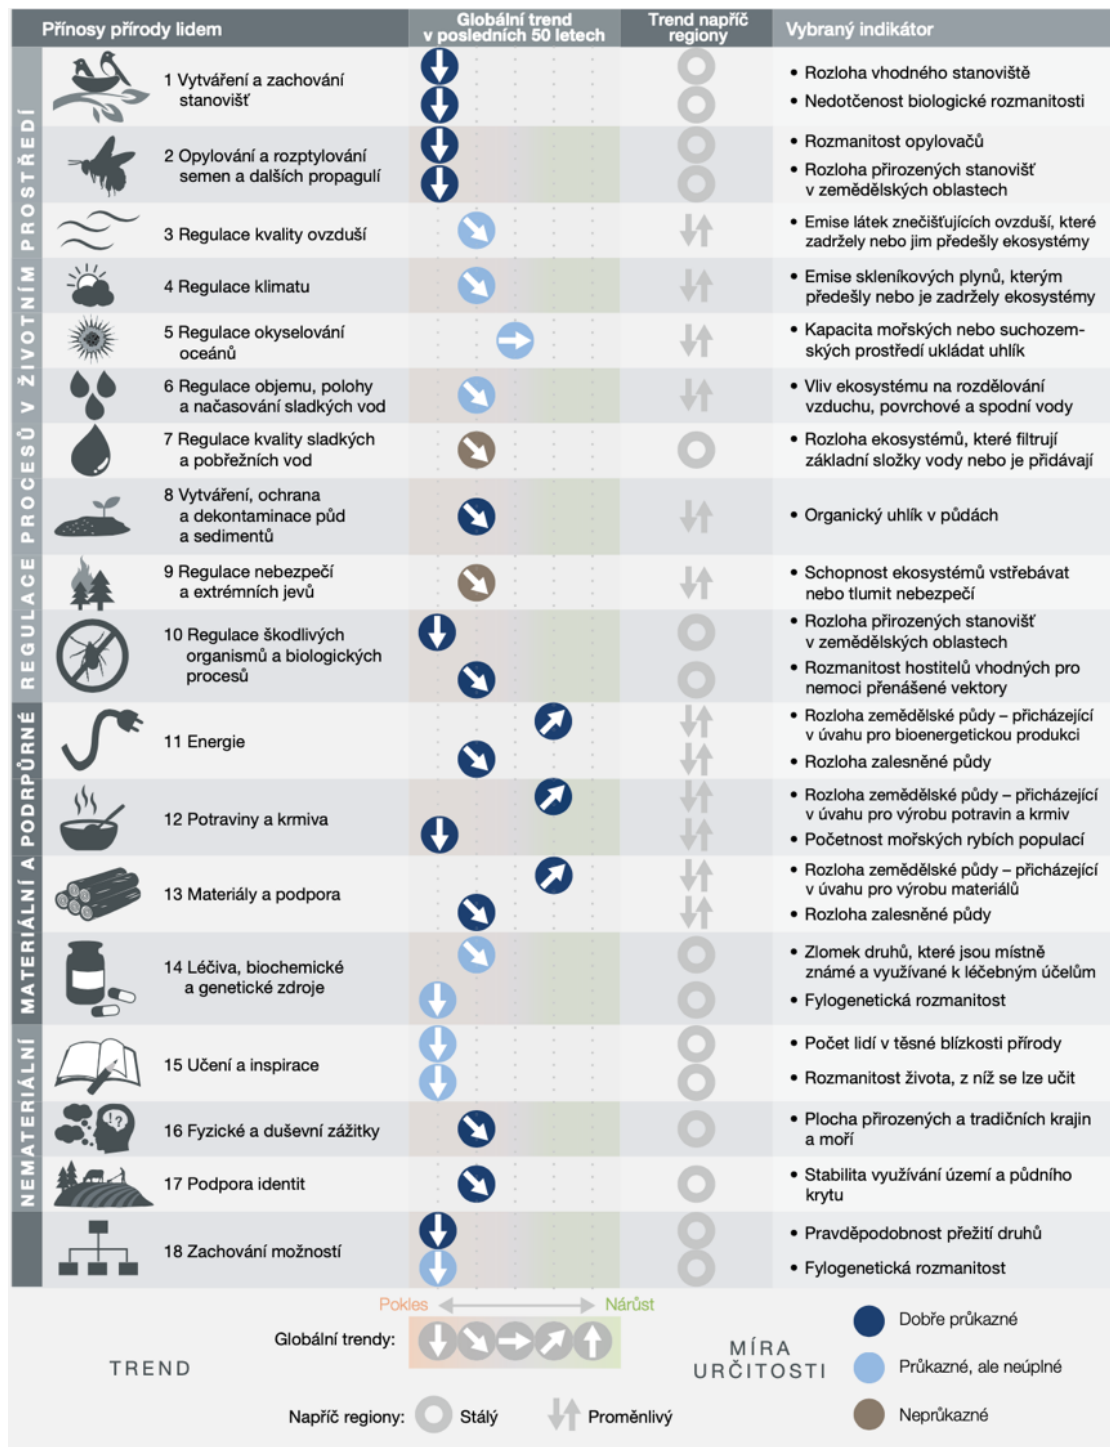 Přínosy přírody lidem
Globální trend
v posledních 50 letech
Trend napříč
regiony
Vybraný indikátor
REGULACE PROCESŮ V ŽIVOTNÍM PROSTŘEDÍ
1 Vytváření a zachování
stanovišť
• Rozloha vhodného stanoviště
• Nedotčenost biologické rozmanitosti
2 Opylování a rozptylování
semen a dalších propagulí
• Rozmanitost opylovačů
• Rozloha přirozených stanovišť
v zemědělských oblastech
3 Regulace kvality ovzduší
• Emise látek znečišťujících ovzduší, které
zadržely nebo jim předešly ekosystémy
4 Regulace klimatu
• Emise skleníkových plynů, kterým
předešly nebo je zadržely ekosystémy
5 Regulace okyselování
oceánů
• Kapacita mořských nebo suchozem-
ských prostředí ukládat uhlík
6 Regulace objemu, polohy
a načasování sladkých vod
• Vliv ekosystému na rozdělování
vzduchu, povrchové a spodní vody
7 Regulace kvality sladkých
a pobřežních vod
• Rozloha ekosystémů, které filtrují
základní složky vody nebo je přidávají
8 Vytváření, ochrana
a dekontaminace půd
a sedimentů
• Organický uhlík v půdách
9 Regulace nebezpečí
a extrémních jevů
• Schopnost ekosystémů vstřebávat
nebo tlumit nebezpečí
10 Regulace škodlivých
organismů a biologických
procesů
• Rozloha přirozených stanovišť
v zemědělských oblastech
• Rozmanitost hostitelů vhodných pro
nemoci přenášené vektory
MATERIÁLNÍ A PODRPŮRNÉ
11 Energie
• Rozloha zemědělské půdy – přicházející
v úvahu pro bioenergetickou produkci
• Rozloha zalesněné půdy
12 Potraviny a krmiva
• Rozloha zemědělské půdy – přicházející
v úvahu pro výrobu potravin a krmiv
• Početnost mořských rybích populací
13 Materiály a podpora
• Rozloha zemědělské půdy – přicházející
v úvahu pro výrobu materiálů
• Rozloha zalesněné půdy
14 Léčiva, biochemické
a genetické zdroje
• Zlomek druhů, které jsou místně
známé a využívané k léčebným účelům
• Fylogenetická rozmanitost
NEMATERIÁLNÍ
15 Učení a inspirace
• Počet lidí v těsné blízkosti přírody
• Rozmanitost života, z níž se lze učit
16 Fyzické a duševní zážitky
• Plocha přirozených a tradičních krajin
a moří
17 Podpora identit
• Stabilita využívání území a půdního
krytu
18 Zachování možností
• Pravděpodobnost přežití druhů
• Fylogenetická rozmanitost
Pokles
Nárůst
Globální trendy:
TREND
Napříč regiony:
Stálý
Proměnlivý
MÍRA
URČITOSTI
Dobře průkazné
Průkazné, ale neúplné
Neprůkazné